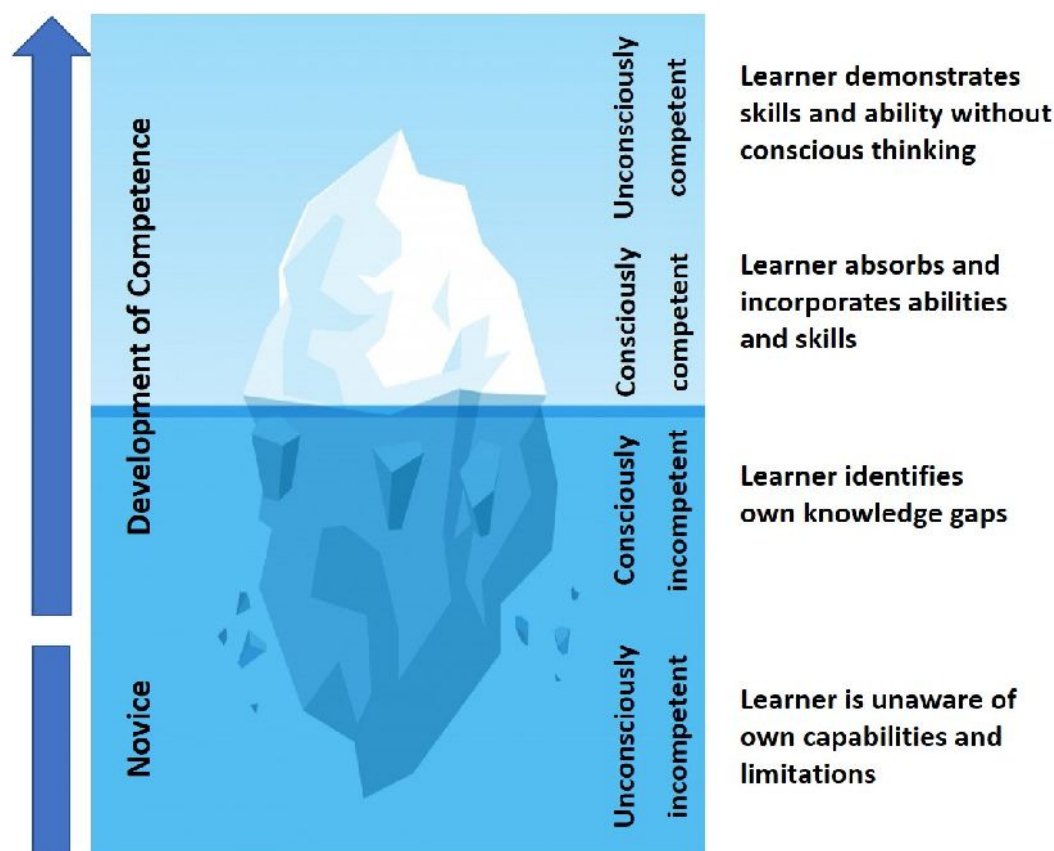 Development of Competence
Novice
Unconsciously
competent
Learner demonstrates
skills and ability without
conscious thinking
Consciously
competent
Learner absorbs and
incorporates abilities
and skills
Consciously
incompetent
Learner identifies
own knowledge gaps
Unconsciously
incompetent
Learner is unaware of
own capabilities and
limitations